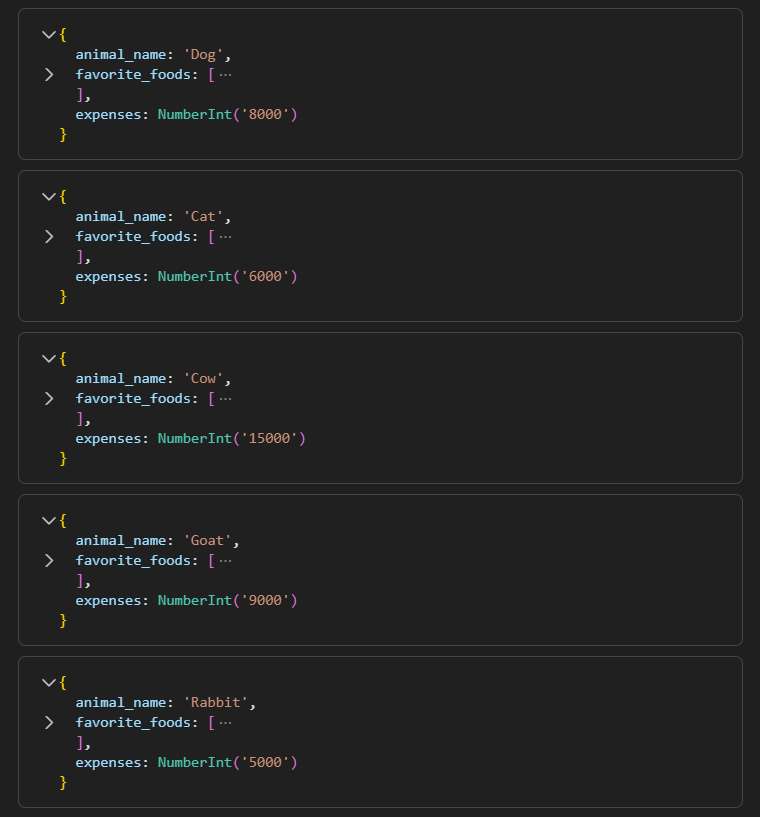 {
animal_name: 'Dog',
favorite_foods: [ ···
],
expenses: NumberInt('8000')
}
{
animal_name: 'Cat',
favorite_foods: [ ···
],
expenses: NumberInt('6000')
}
{
animal_name: 'Cow',
favorite_foods: [ ···
],
expenses: NumberInt('15000')
}
{
animal_name: 'Goat',
favorite_foods: [ ···
],
expenses: NumberInt('9000')
}
{
animal_name: 'Rabbit',
favorite_foods: [ ···
],
expenses: NumberInt('5000')
}